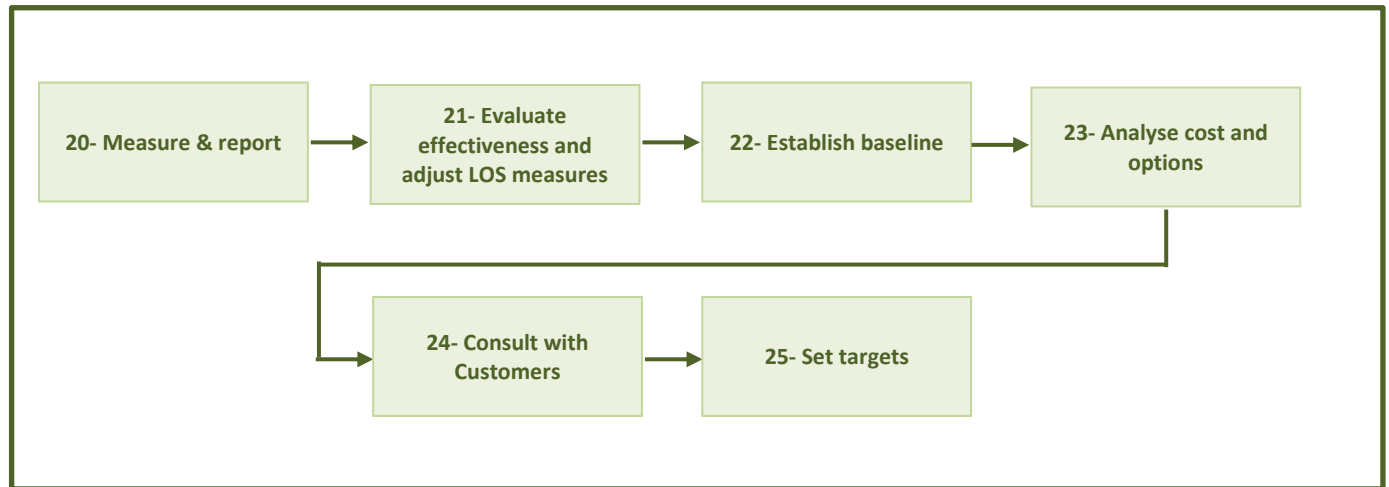 20- Measure & report
21- Evaluate
effectiveness and
adjust LOS measures
22- Establish baseline
23- Analyse cost and
options
24- Consult with
Customers
25- Set targets